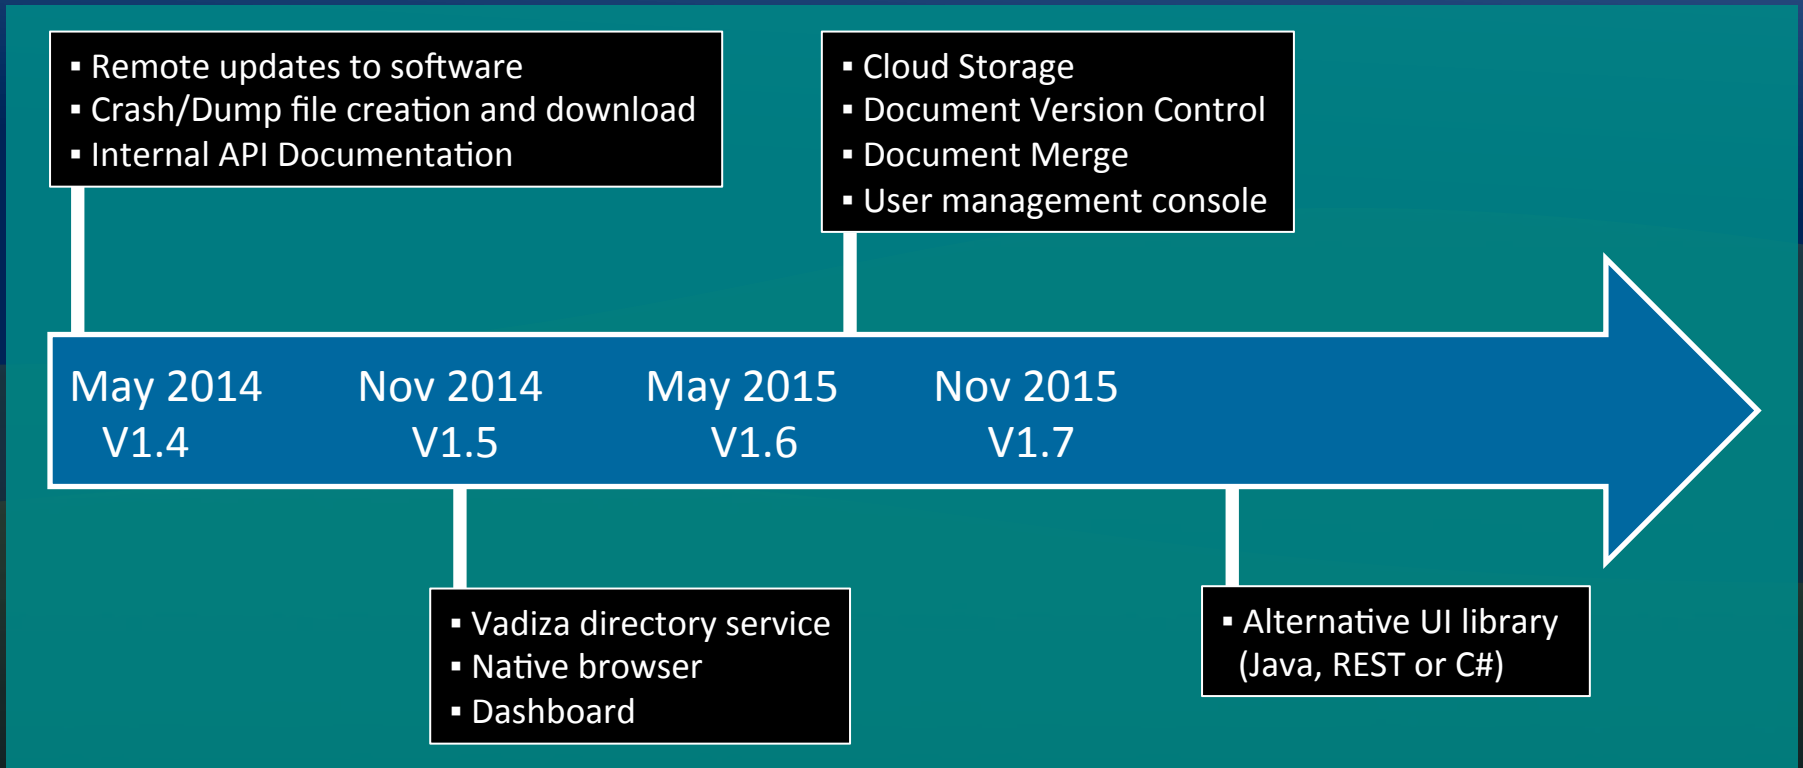 ▪ Remote updates to software
▪ Crash/Dump file creation and download
▪ Internal API Documentation
▪ Cloud Storage
▪ Document Version Control
▪ Document Merge
▪ User management console
May 2014
V1.4
Nov 2014
V1.5
May 2015
V1.6
Nov 2015
V1.7
▪ Vadiza directory service
▪ Native browser
▪ Dashboard
▪ Alternative UI library
(Java, REST or C#)